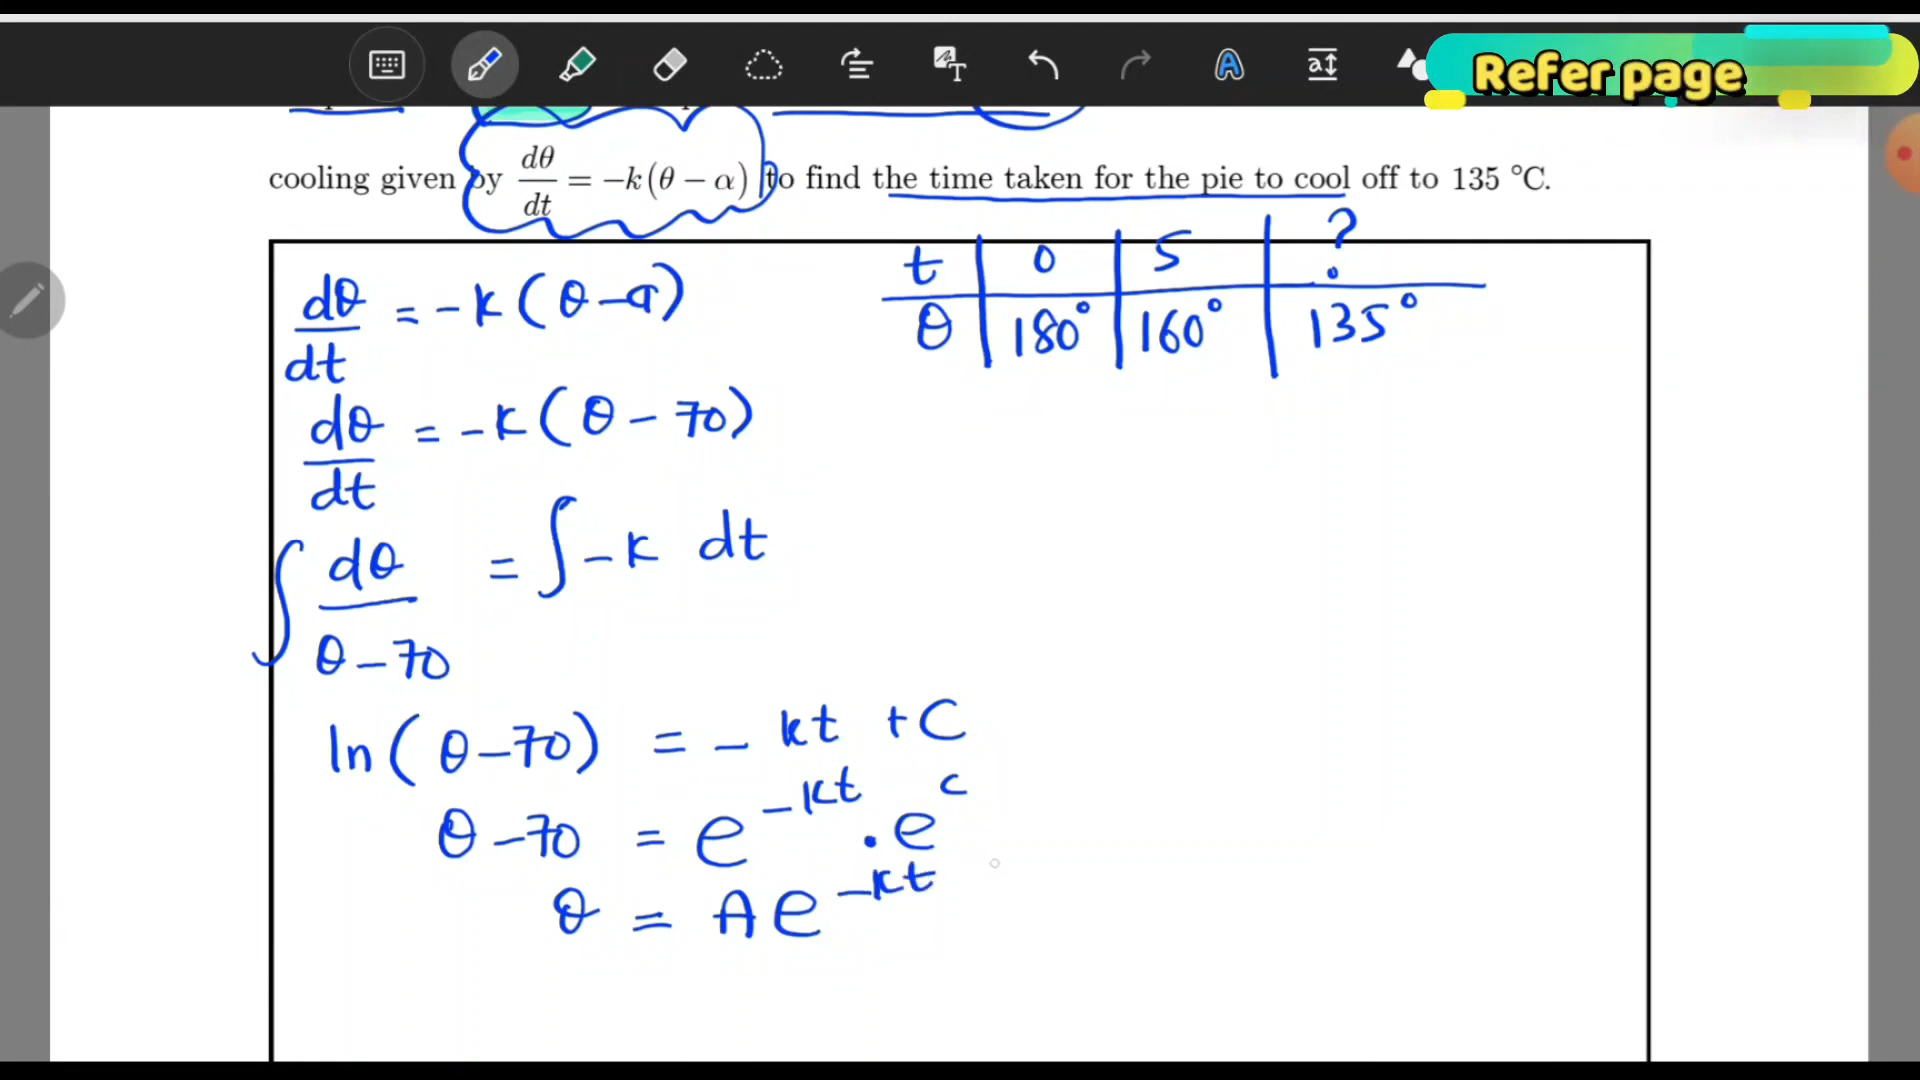 Refer page
cooling given by dθ/dt = −k(θ − α) to find the time taken for the pie to cool off to 135 °C.
t | 0 | 5 | ?
θ | 180° | 160° | 135°
dθ/dt = -k(θ-α)
dθ/dt = -k(θ - 70)
∫ dθ/θ-70 = ∫-k dt
ln(θ-70) = - kt + C
θ-70 = e^-kt . e^c
θ = Ae^-kt